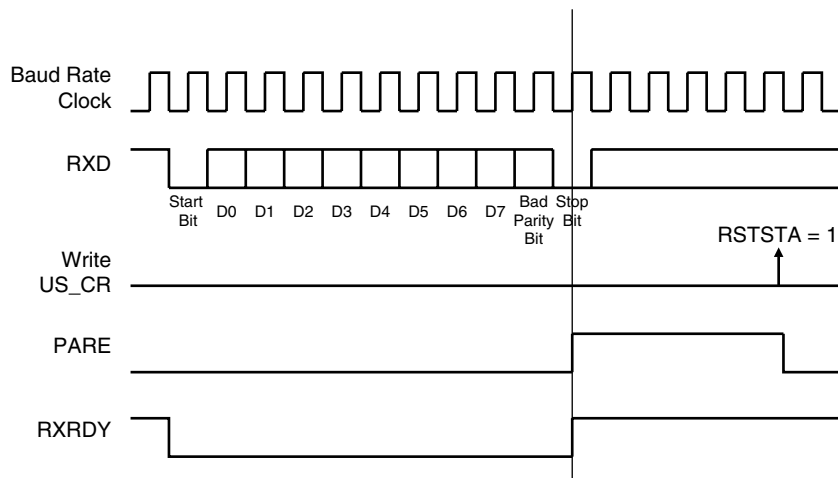 Baud Rate
Clock
RXD
Start
Bit
D0 D1 D2 D3 D4 D5 D6 D7
Bad
Parity
Bit
Stop
Bit
RSTSTA = 1
Write
US_CR
PARE
RXRDY